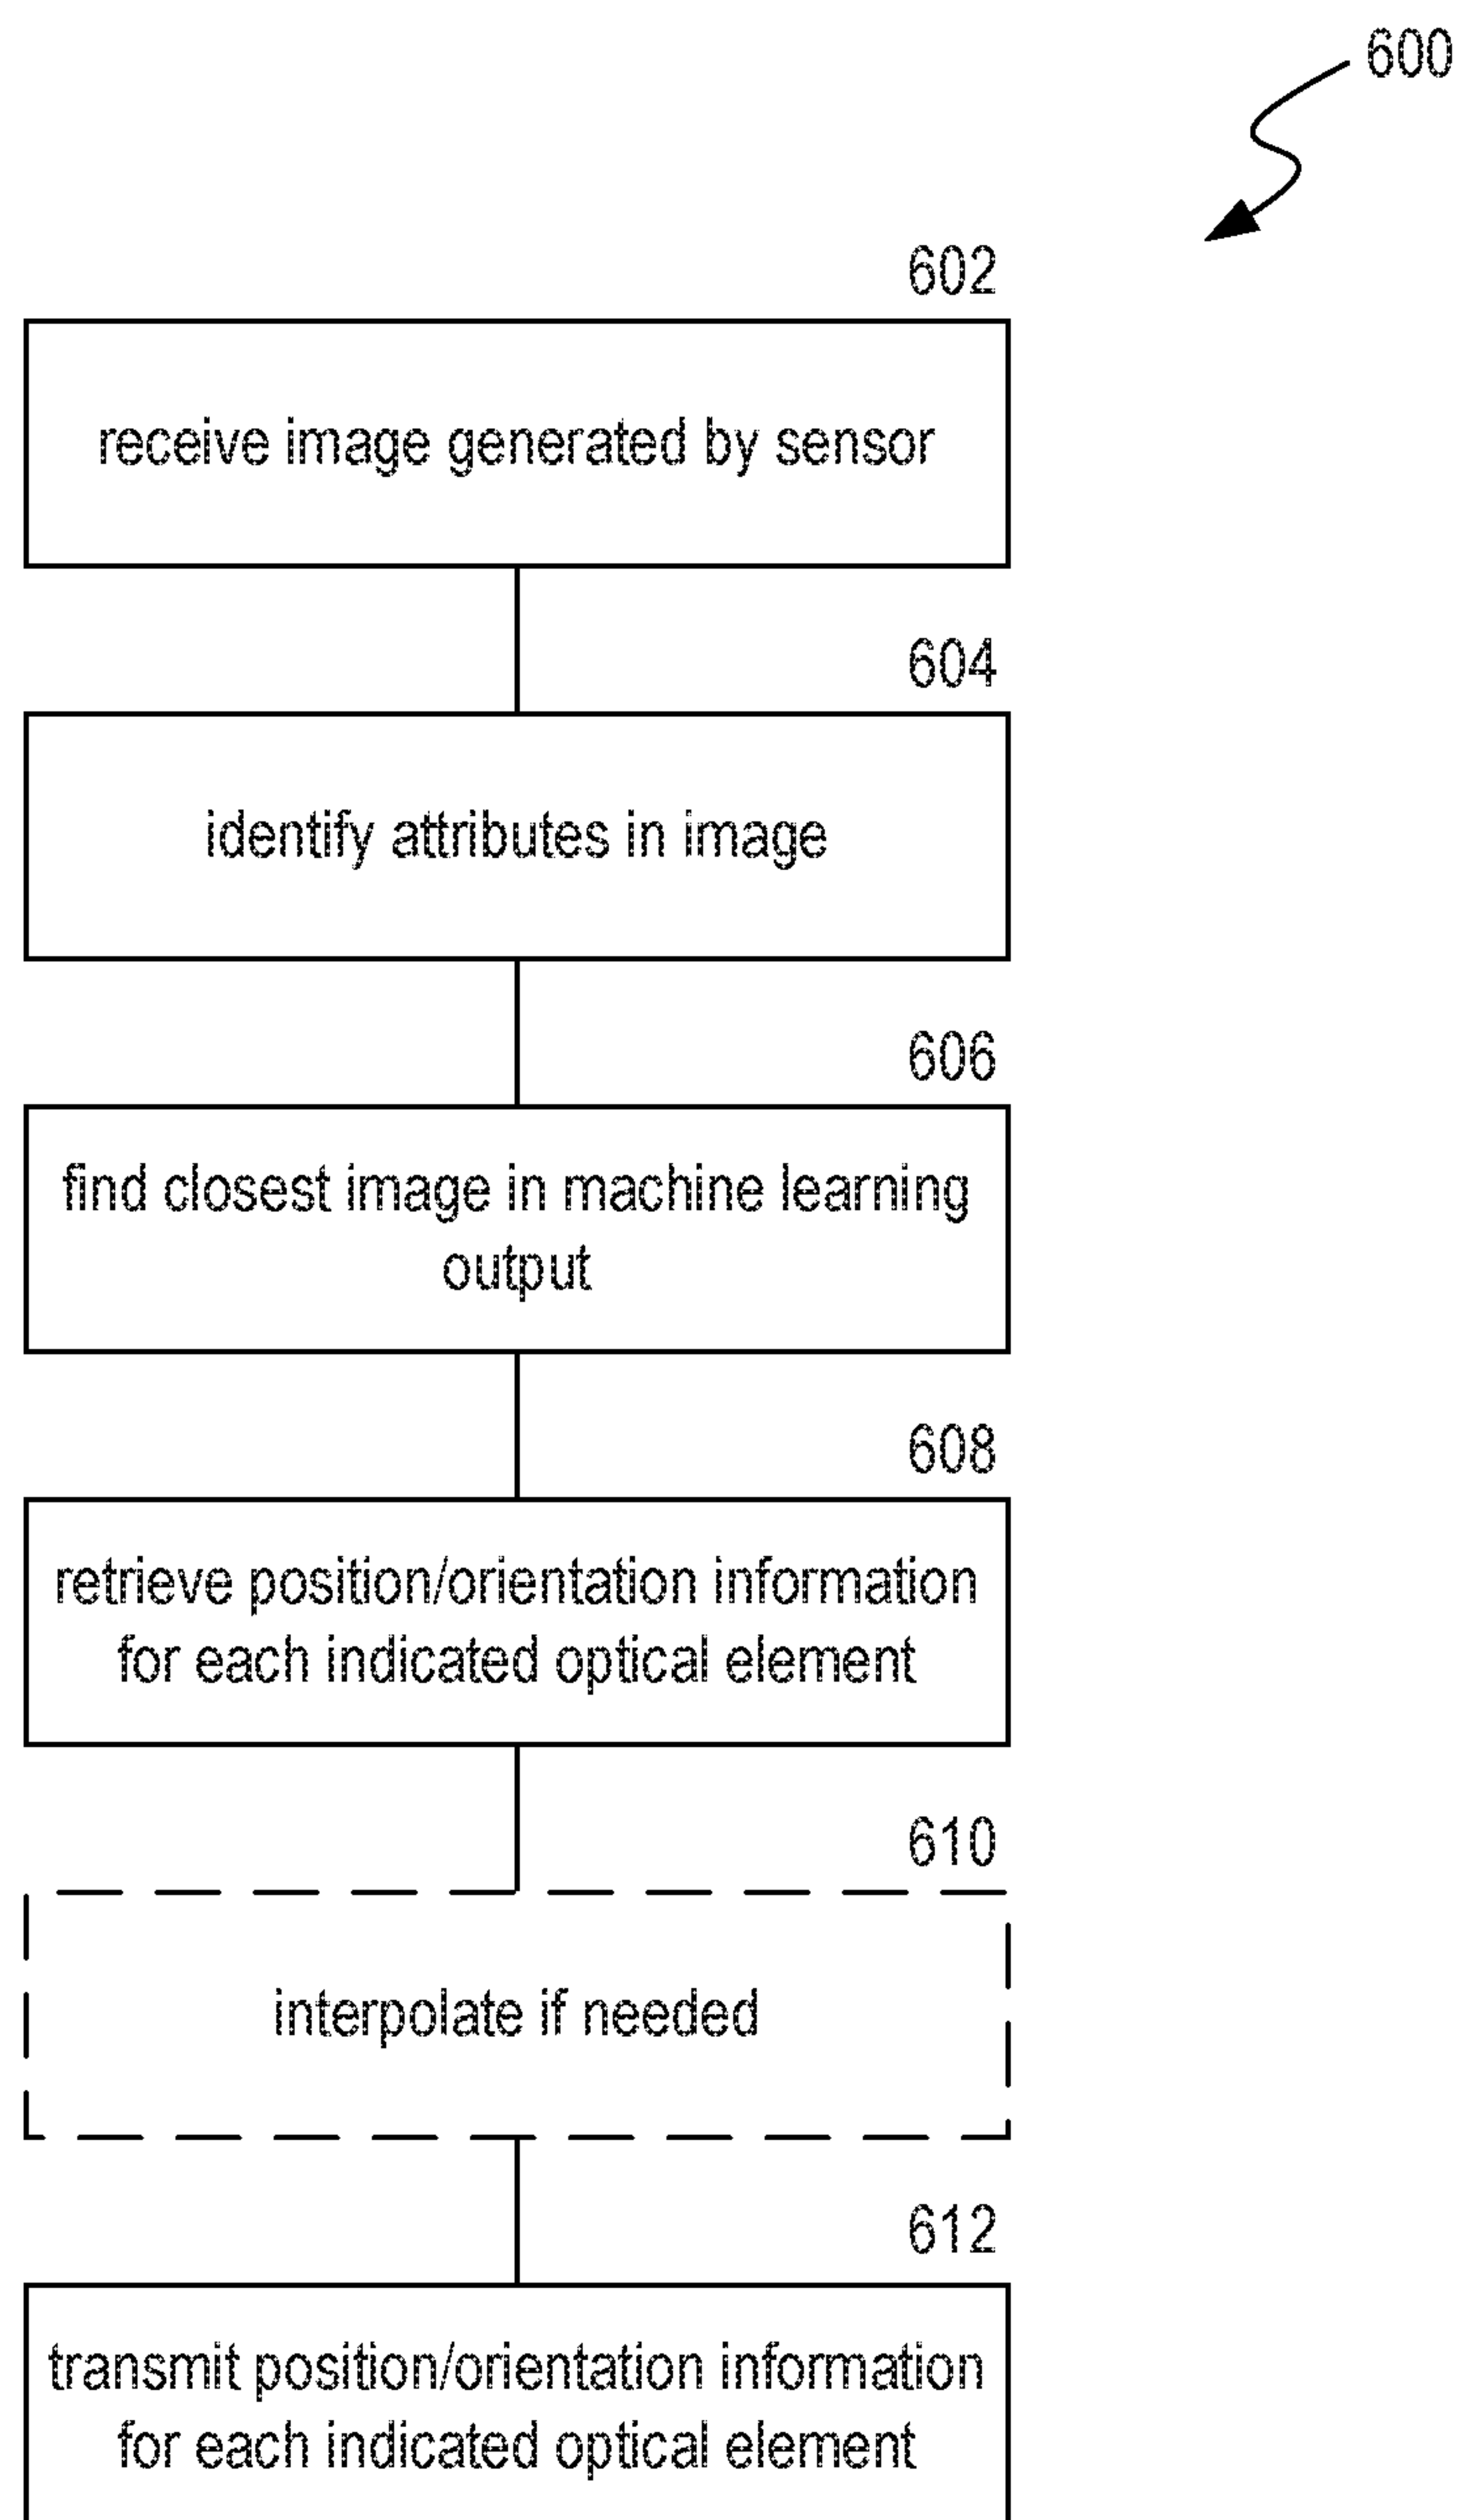 600
602
receive image generated by sensor
604
identify attributes in image
606
find closest image in machine learning
output
608
retrieve position/orientation information
for each indicated optical element
610
interpolate if needed
612
transmit position/orientation information
for each indicated optical element